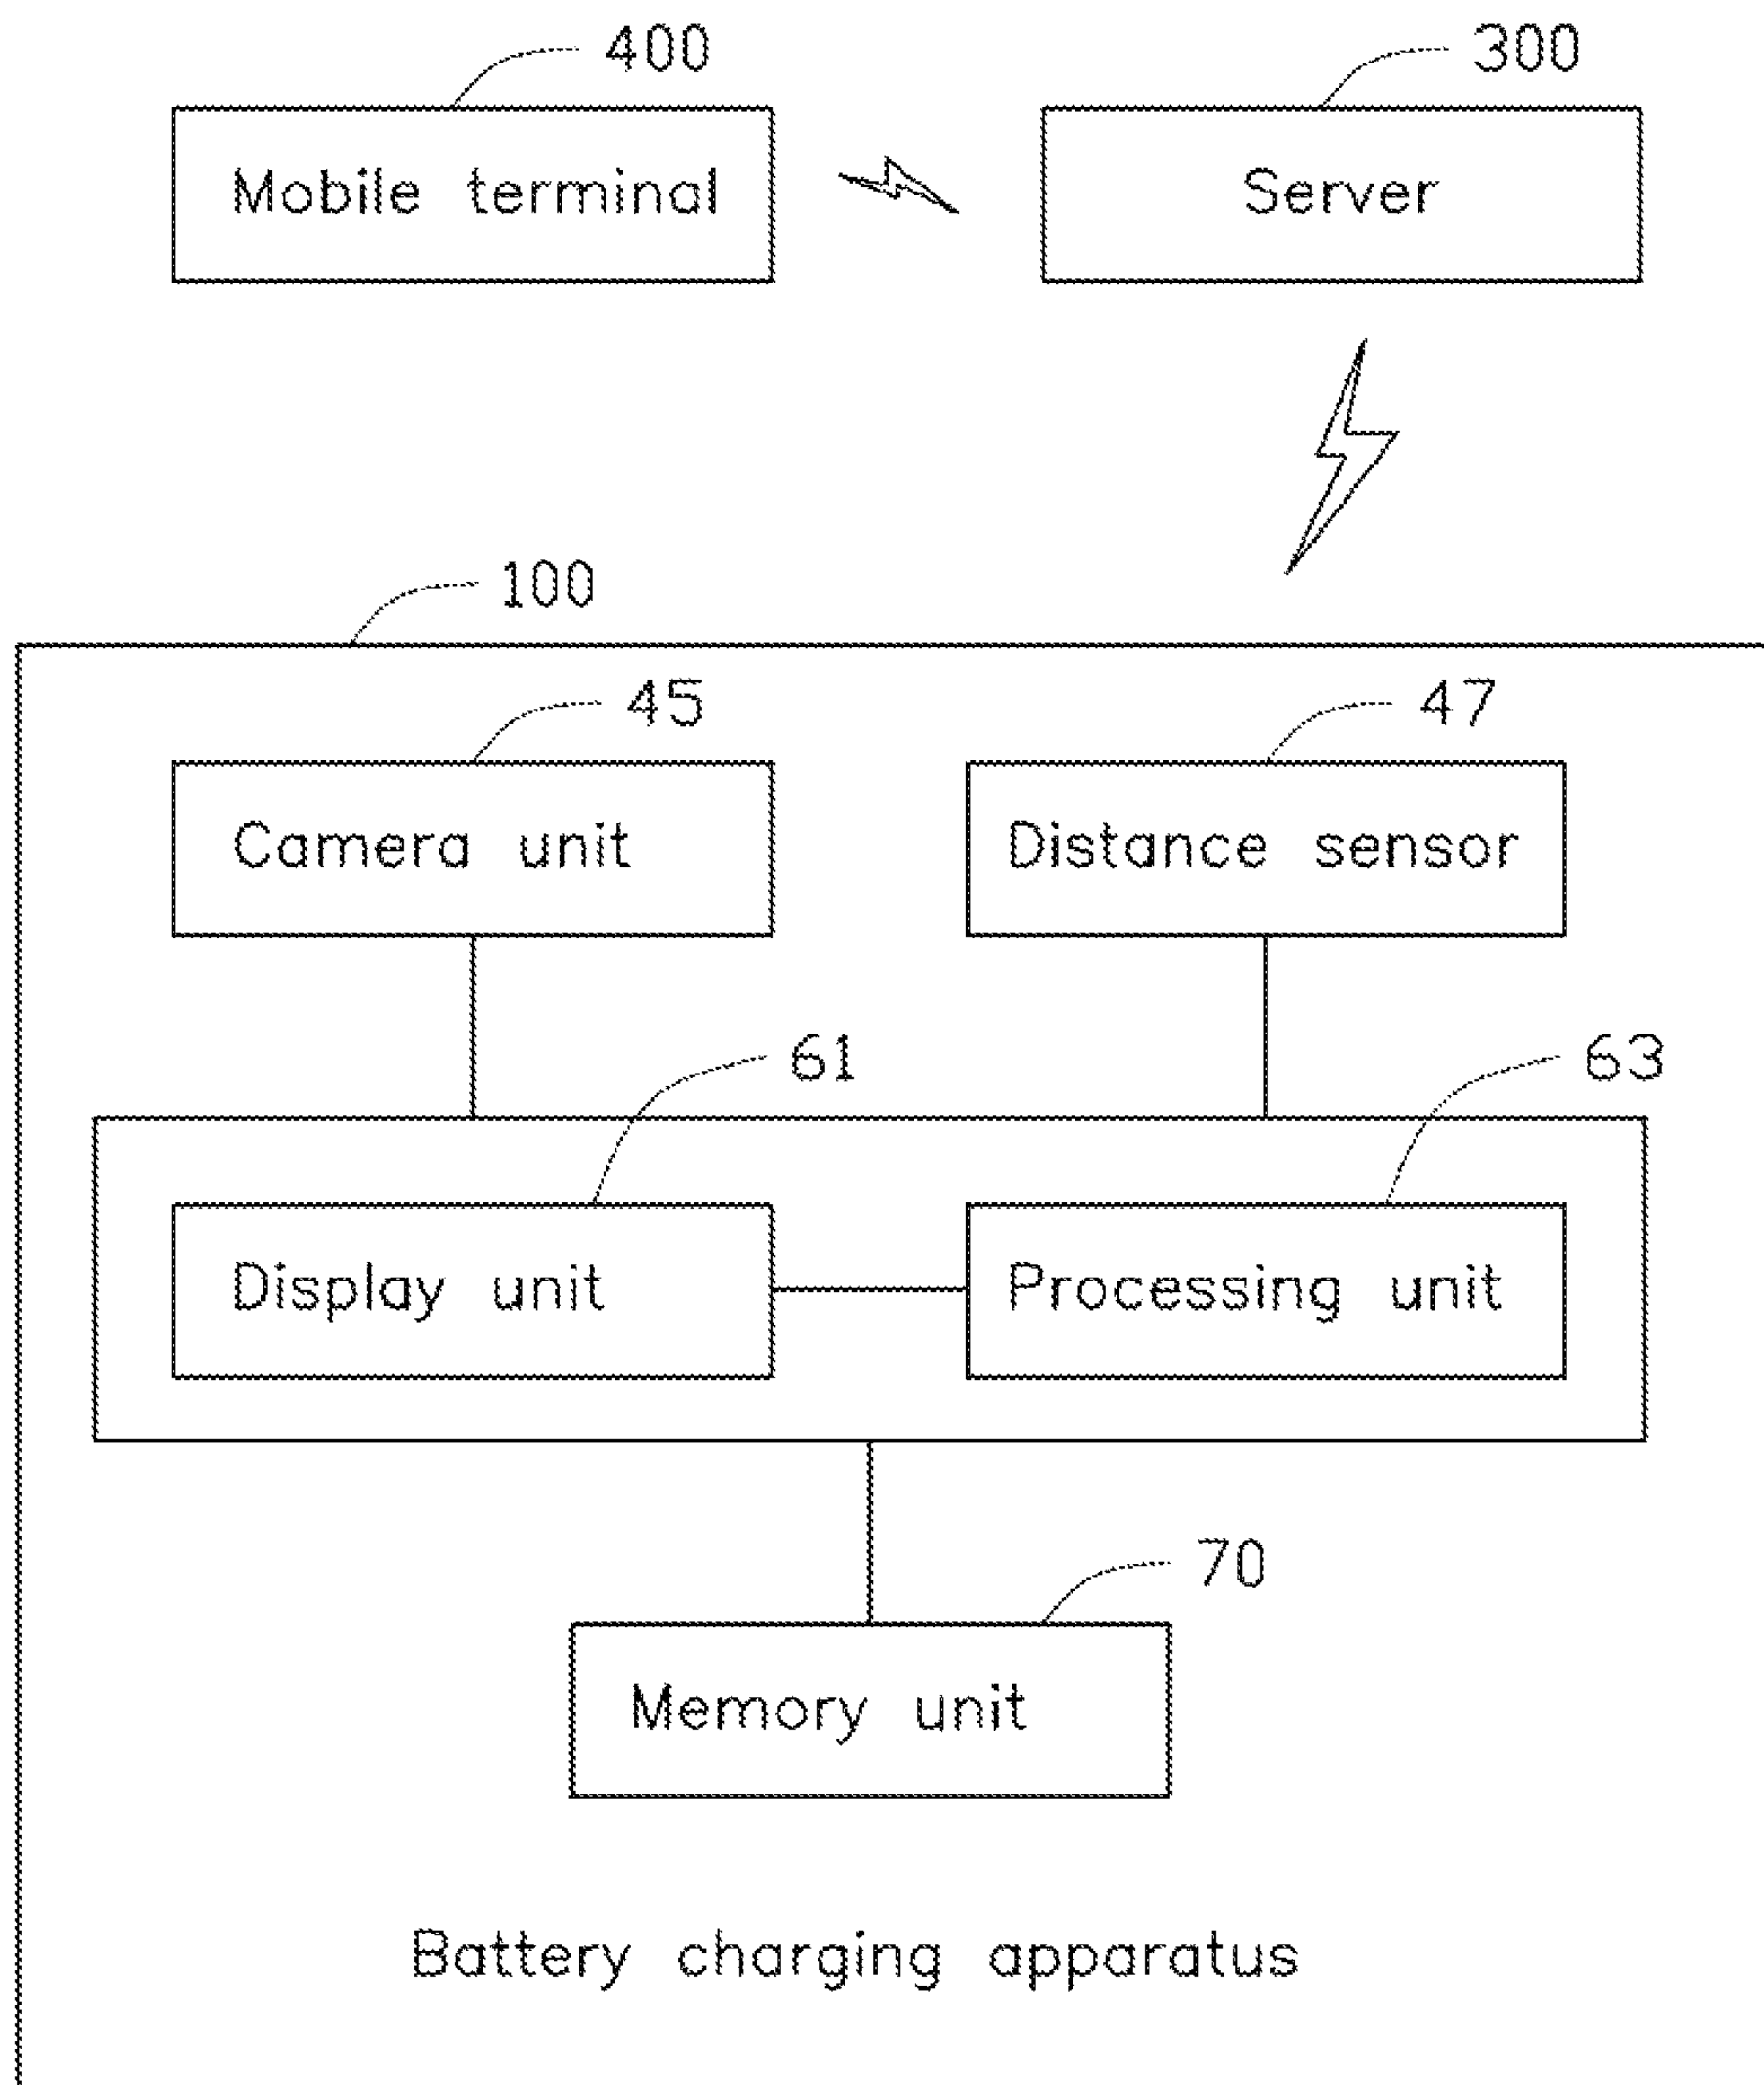 400
300
Mobile terminal
Server
100
45
47
Camera unit
Distance sensor
61
63
Display unit
Processing unit
70
Memory unit
Battery charging apparatus